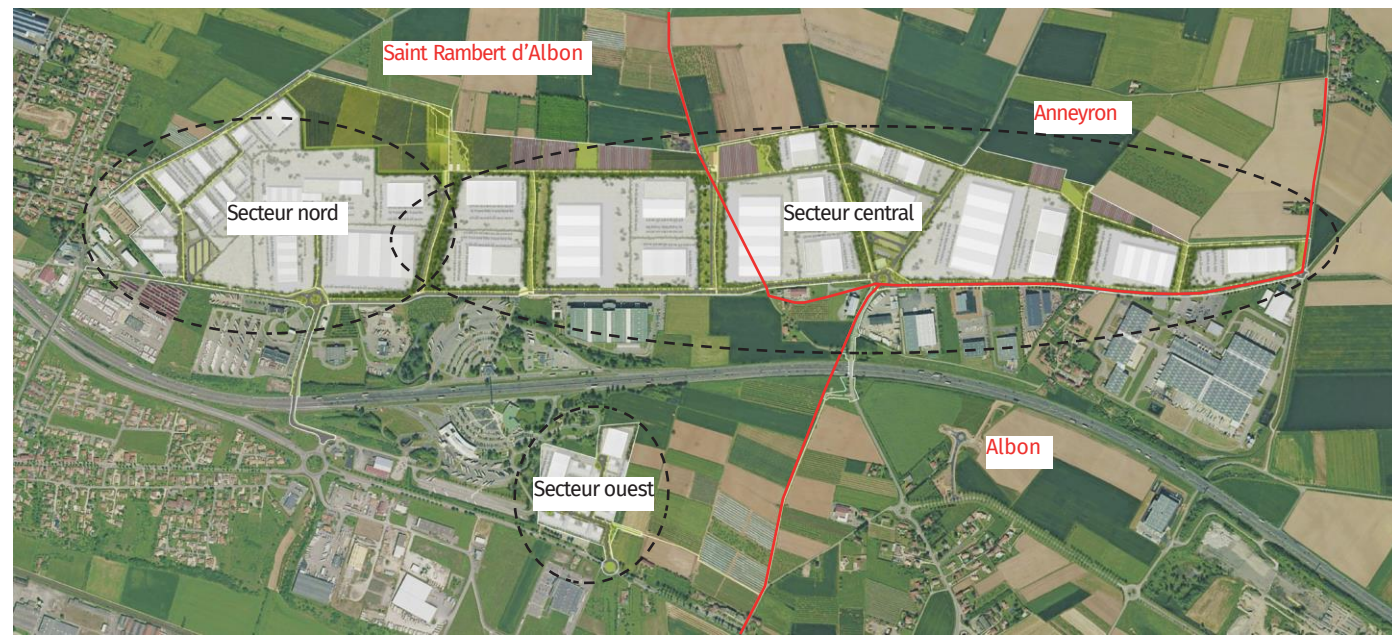 Saint Rambert d'Albon
Anneyron
Secteur nord
Secteur central
Albon
Secteur ouest